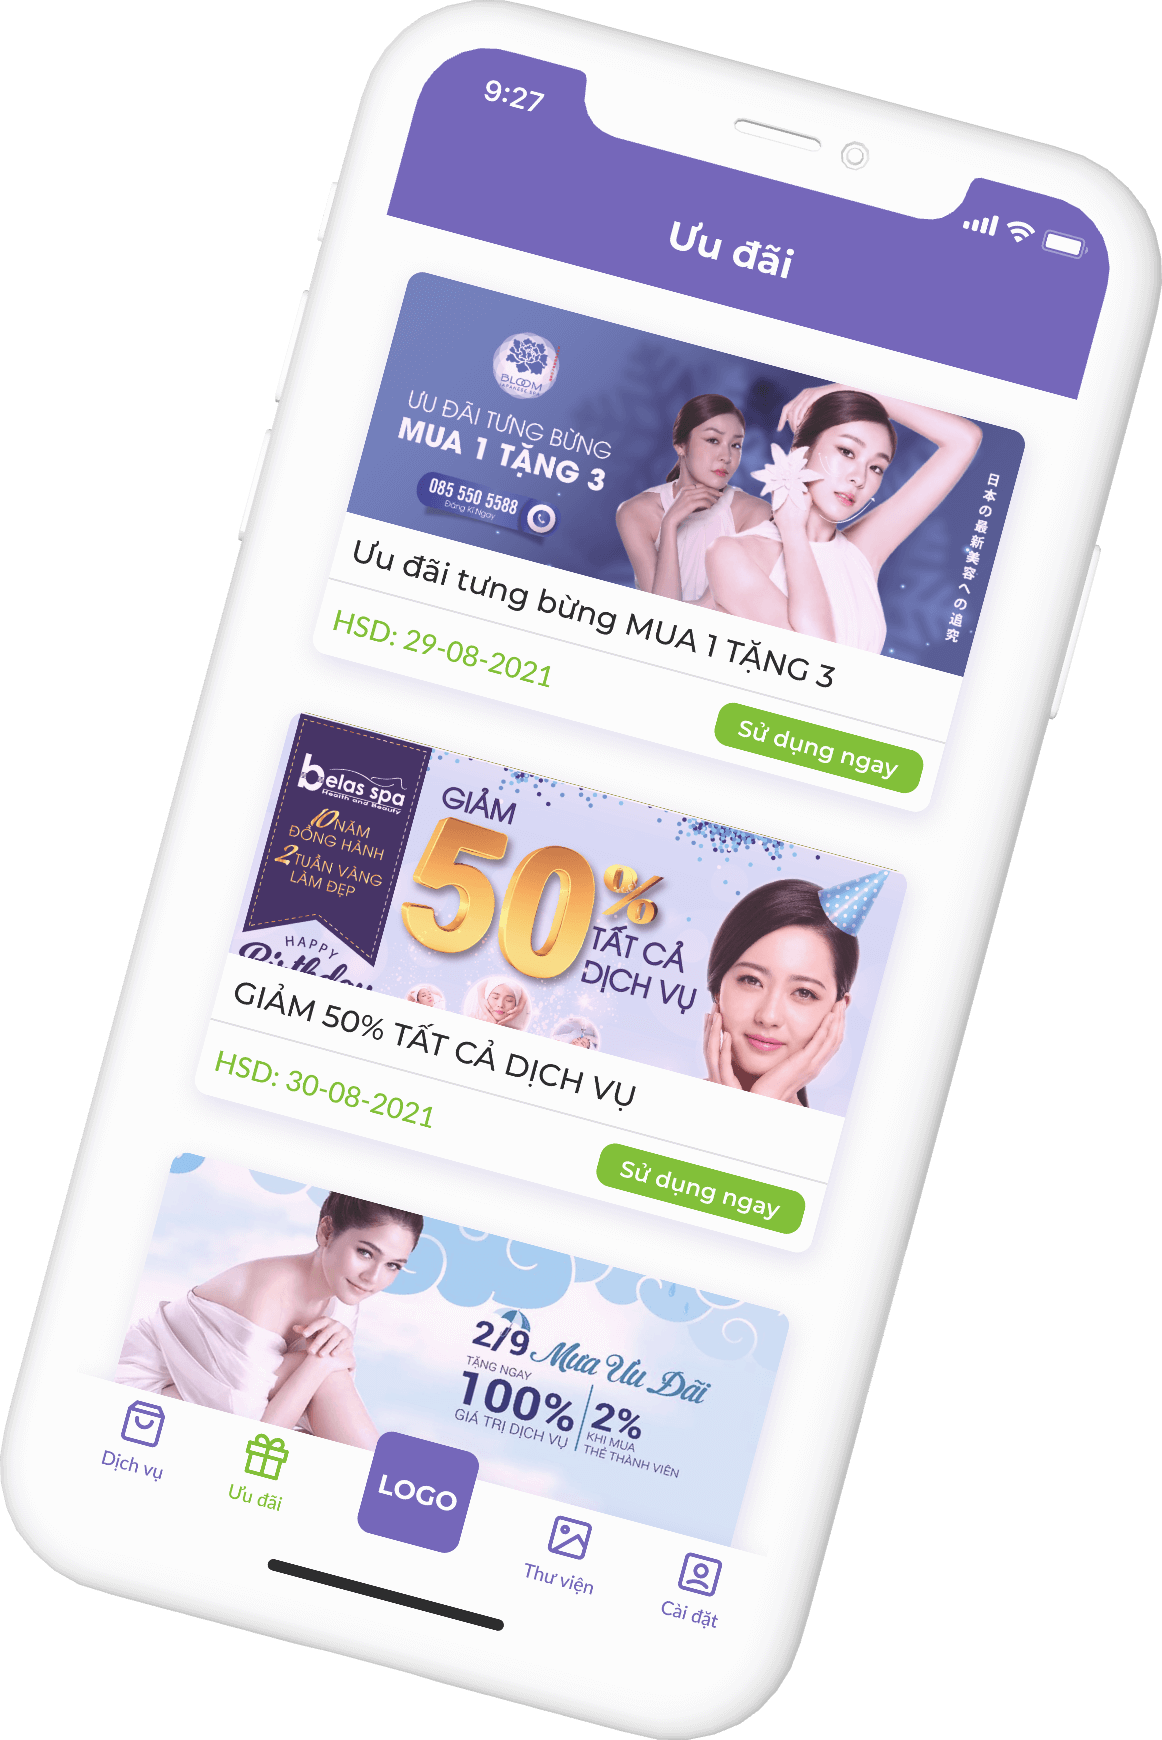 9:27
Ưu đãi
BLOOM
ƯU ĐÃI TƯNG BỪNG
MUA 1 TẶNG 3
085 550 5588
Đăng Kí Ngay
日本の最新美容への追究
Ưu đãi tưng bừng MUA 1 TẶNG 3
HSD: 29-08-2021
Sử dụng ngay
belas spa
Health and Beauty
10 NĂM
ĐỒNG HÀNH
2 TUẦN VÀNG
LÀM ĐẸP
HAPPY
Birthday
GIẢM
50%
TẤT CẢ
DỊCH VỤ
GIẢM 50% TẤT CẢ DỊCH VỤ
HSD: 30-08-2021
Sử dụng ngay
2/9 Mưa Ưu Đãi
TẶNG NGAY
100%
GIÁ TRỊ DỊCH VỤ
2%
KHI MUA
THẺ THÀNH VIÊN
Dịch vụ
Ưu đãi
LOGO
Thư viện
Cài đặt